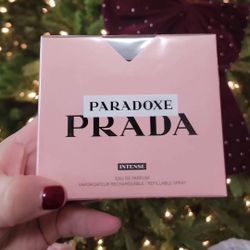 PARADOXE
PRADA
INTENSE
EAU DE PARFUM
VAPORISATEUR RECHARGEABLE / REFILLABLE SPRAY